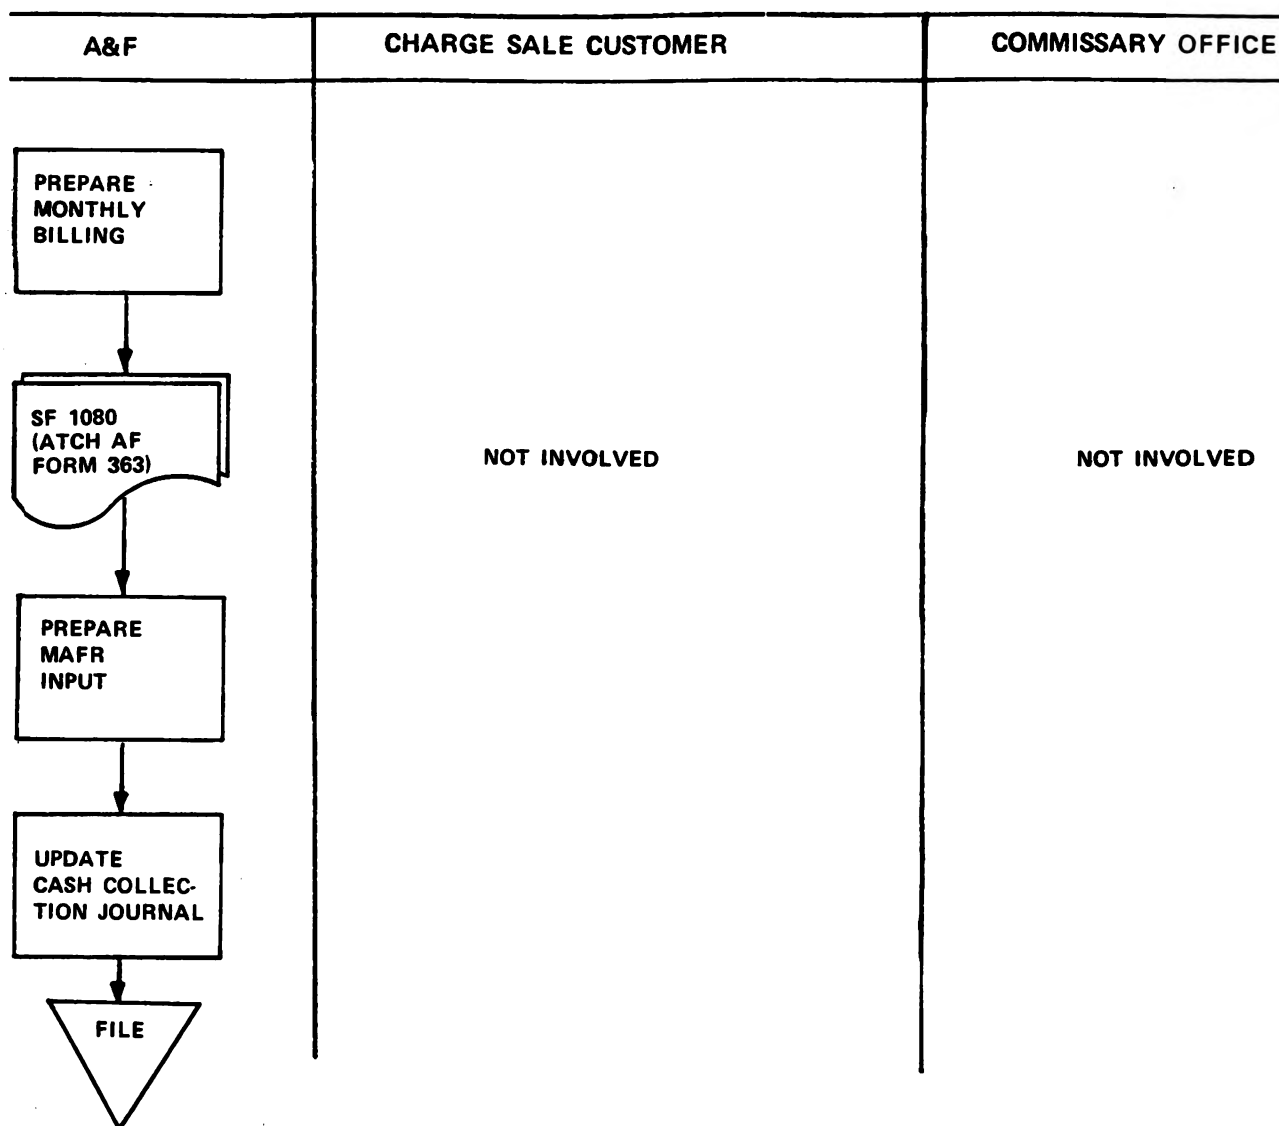 A&F
CHARGE SALE CUSTOMER
COMMISSARY OFFICE
PREPARE
MONTHLY
BILLING
SF 1080
(ATCH AF
FORM 363)
NOT INVOLVED
NOT INVOLVED
PREPARE
MAFR
INPUT
UPDATE
CASH COLLEC-
TION JOURNAL
FILE